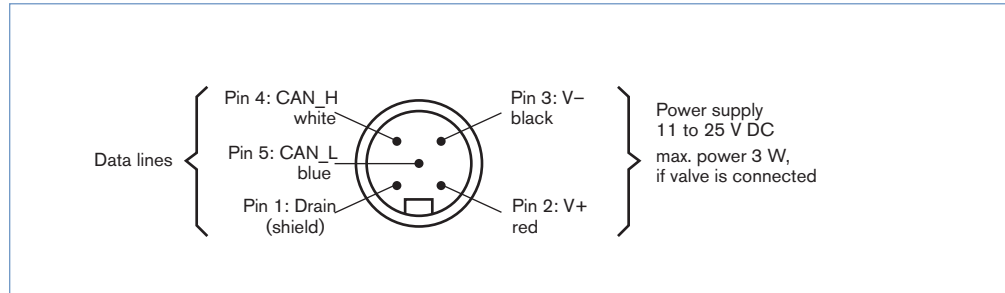 Data lines
Pin 4: CAN_H
white
Pin 5: CAN_L
blue
Pin 1: Drain
(shield)
Pin 3: V–
black
Pin 2: V+
red
Power supply
11 to 25 V DC
max. power 3 W,
if valve is connected